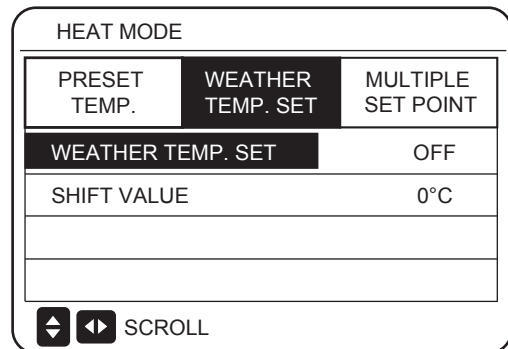 HEAT MODE
PRESET TEMP.
WEATHER TEMP. SET
MULTIPLE SET POINT
WEATHER TEMP. SET OFF
SHIFT VALUE 0°C
SCROLL